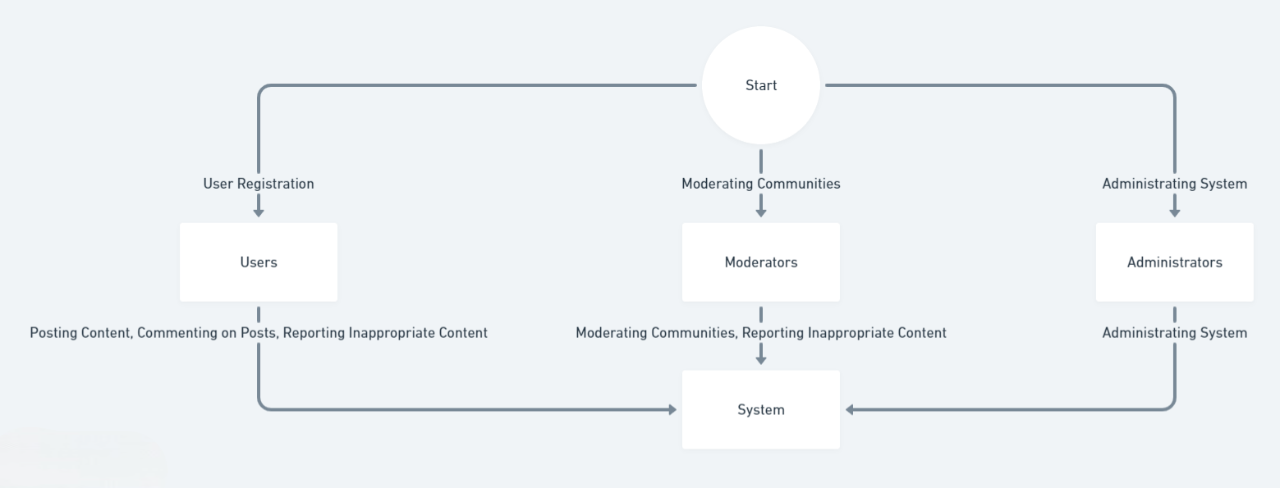 Start
User Registration
Moderating Communities
Administrating System
Users
Moderators
Administrators
Posting Content, Commenting on Posts, Reporting Inappropriate Content
Moderating Communities, Reporting Inappropriate Content
Administrating System
System